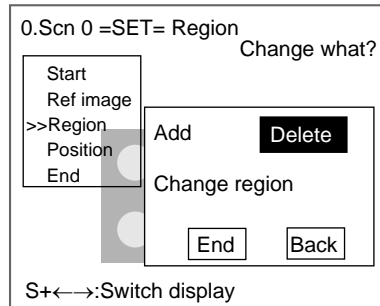 0.Scn 0 =SET= Region
Change what?
Start
Ref image
>>Region
Position
End
Add Delete
Change region
End Back
S+←→:Switch display